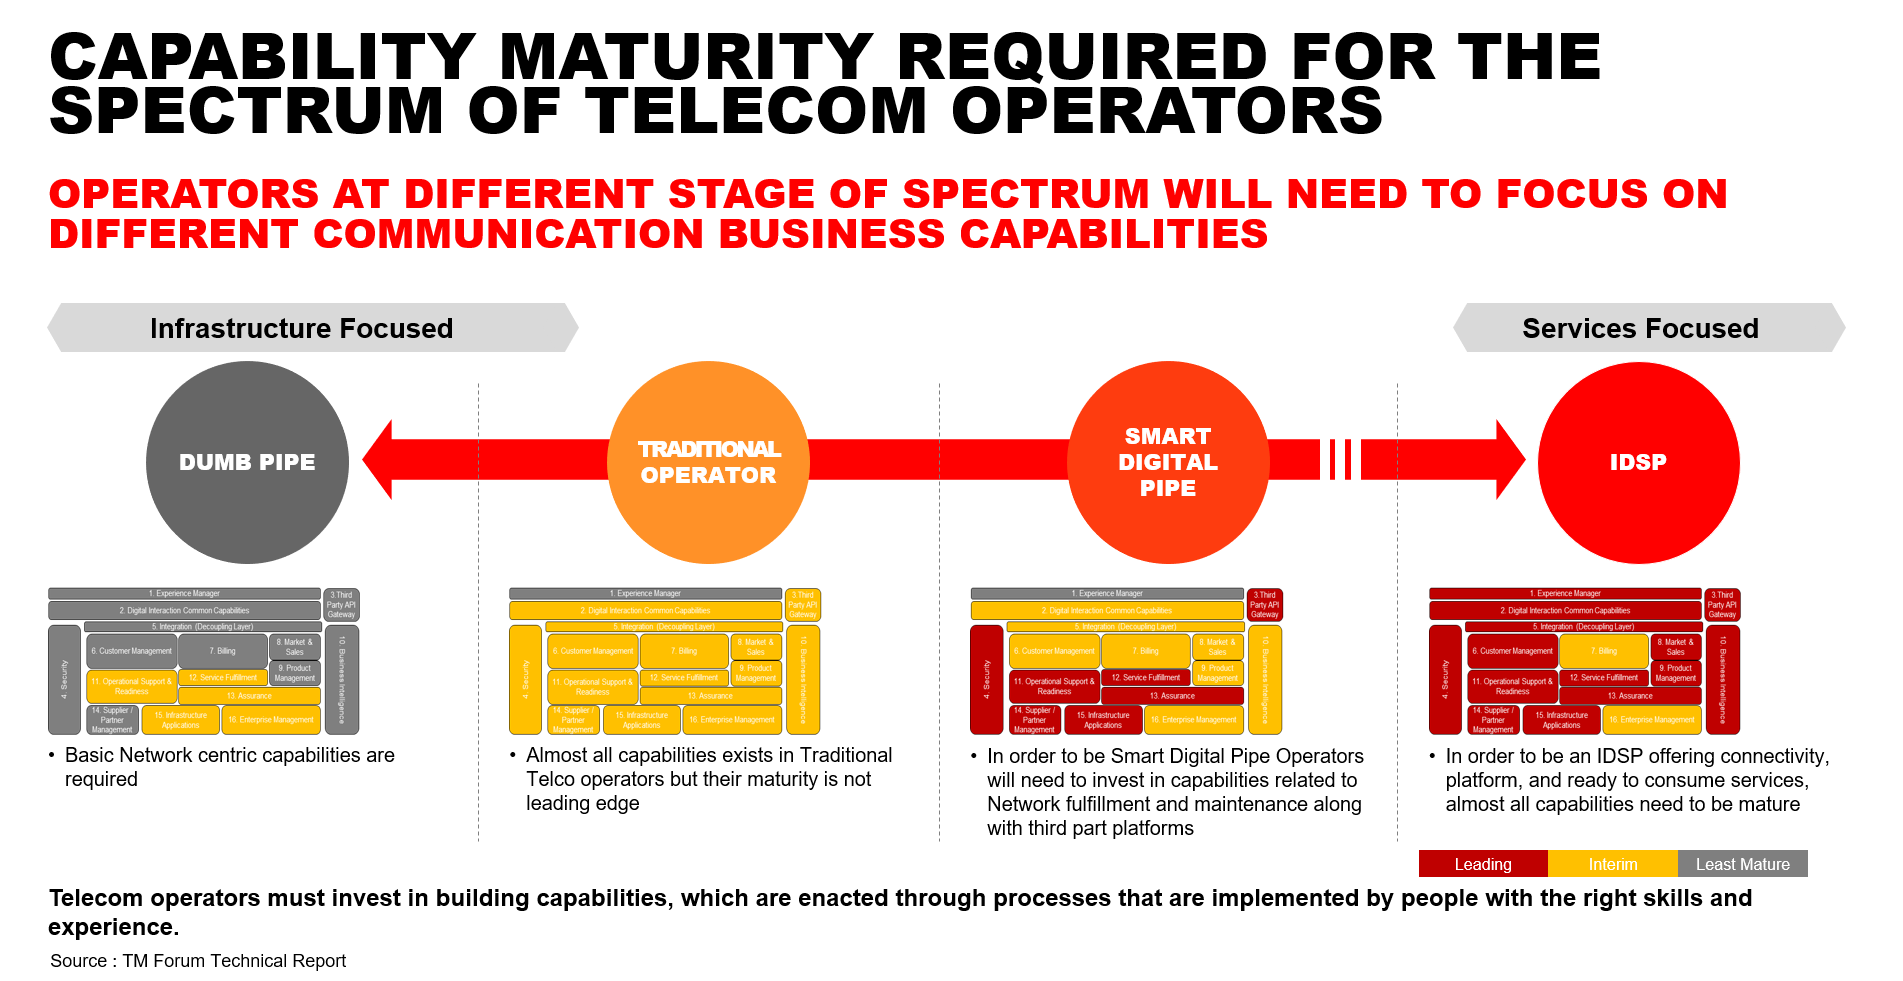 CAPABILITY MATURITY REQUIRED FOR THE
SPECTRUM OF TELECOM OPERATORS
OPERATORS AT DIFFERENT STAGE OF SPECTRUM WILL NEED TO FOCUS ON
DIFFERENT COMMUNICATION BUSINESS CAPABILITIES
Infrastructure Focused
Services Focused
DUMB PIPE
TRADITIONAL
OPERATOR
SMART
DIGITAL
PIPE
IDSP
1. Experience Manager
2. Digital Interaction Common Capabilities
3.Third
Party API
Gateway
4. Security
5. Integration (Decoupling Layer)
6. Customer Management
7. Billing
8. Market &
Sales
9. Product
Management
10. Business Intelligence
11. Operational Support &
Readiness
12. Service Fulfillment
13. Assurance
14. Supplier /
Partner
Management
15. Infrastructure
Applications
16. Enterprise Management
• Basic Network centric capabilities are
required
1. Experience Manager
2. Digital Interaction Common Capabilities
3.Third
Party API
Gateway
4. Security
5. Integration (Decoupling Layer)
6. Customer Management
7. Billing
8. Market &
Sales
9. Product
Management
10. Business Intelligence
11. Operational Support &
Readiness
12. Service Fulfillment
13. Assurance
14. Supplier /
Partner
Management
15. Infrastructure
Applications
16. Enterprise Management
• Almost all capabilities exists in Traditional
Telco operators but their maturity is not
leading edge
1. Experience Manager
2. Digital Interaction Common Capabilities
3.Third
Party API
Gateway
4. Security
5. Integration (Decoupling Layer)
6. Customer Management
7. Billing
8. Market &
Sales
9. Product
Management
10. Business Intelligence
11. Operational Support &
Readiness
12. Service Fulfillment
13. Assurance
14. Supplier /
Partner
Management
15. Infrastructure
Applications
16. Enterprise Management
• In order to be Smart Digital Pipe Operators
will need to invest in capabilities related to
Network fulfillment and maintenance along
with third part platforms
1. Experience Manager
2. Digital Interaction Common Capabilities
3.Third
Party API
Gateway
4. Security
5. Integration (Decoupling Layer)
6. Customer Management
7. Billing
8. Market &
Sales
9. Product
Management
10. Business Intelligence
11. Operational Support &
Readiness
12. Service Fulfillment
13. Assurance
14. Supplier /
Partner
Management
15. Infrastructure
Applications
16. Enterprise Management
• In order to be an IDSP offering connectivity,
platform, and ready to consume services,
almost all capabilities need to be mature
Leading
Interim
Least Mature
Telecom operators must invest in building capabilities, which are enacted through processes that are implemented by people with the right skills and
experience.
Source : TM Forum Technical Report